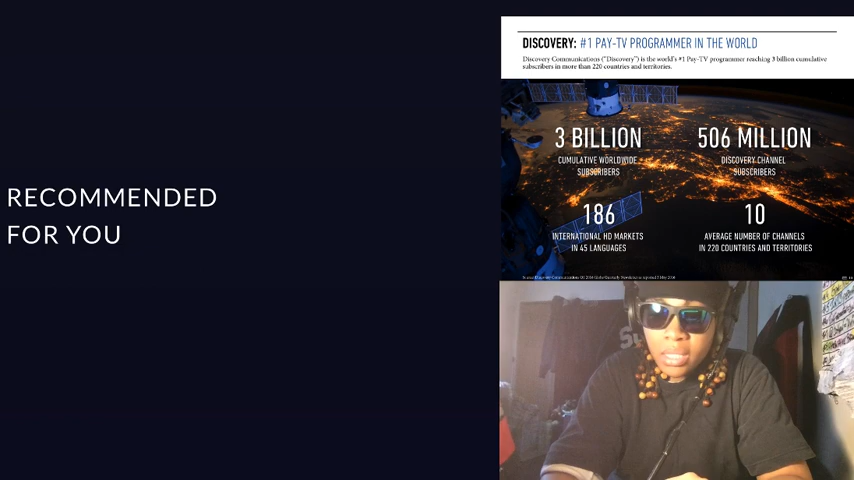 RECOMMENDED
FOR YOU
DISCOVERY: #1 PAY-TV PROGRAMMER IN THE WORLD
Discovery Communications ("Discovery") is the world's #1 Pay-TV programmer reaching 3 billion cumulative
subscribers in more than 220 countries and territories.
3 BILLION
CUMULATIVE WORLDWIDE
SUBSCRIBERS
506 MILLION
DISCOVERY CHANNEL
SUBSCRIBERS
186
INTERNATIONAL HD MARKETS
IN 45 LANGUAGES
10
AVERAGE NUMBER OF CHANNELS
IN 220 COUNTRIES AND TERRITORIES